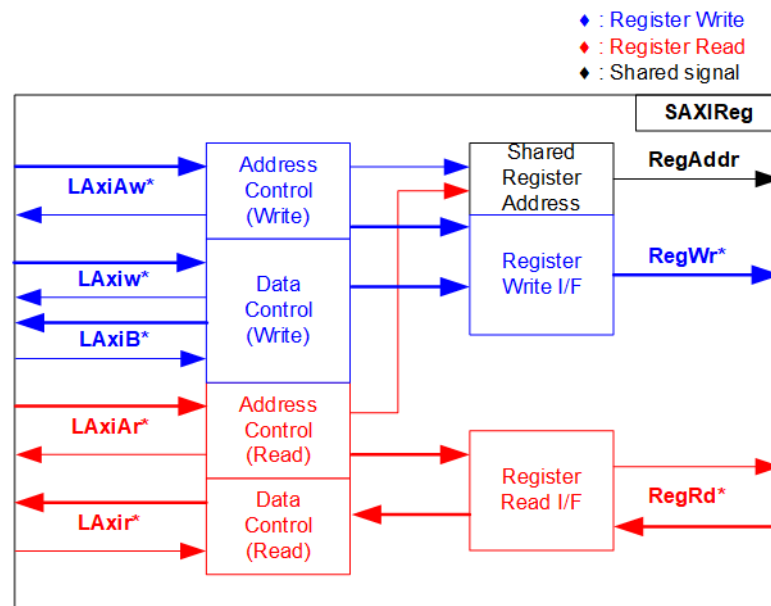 ♦ : Register Write
♦ : Register Read
♦ : Shared signal
SAXIReg
LAxiAw*
Address
Control
(Write)
Shared
Register
Address
RegAddr
LAxiw*
LAxiB*
Data
Control
(Write)
Register
Write I/F
RegWr*
LAxiAr*
Address
Control
(Read)
Register
Read I/F
RegRd*
LAxir*
Data
Control
(Read)